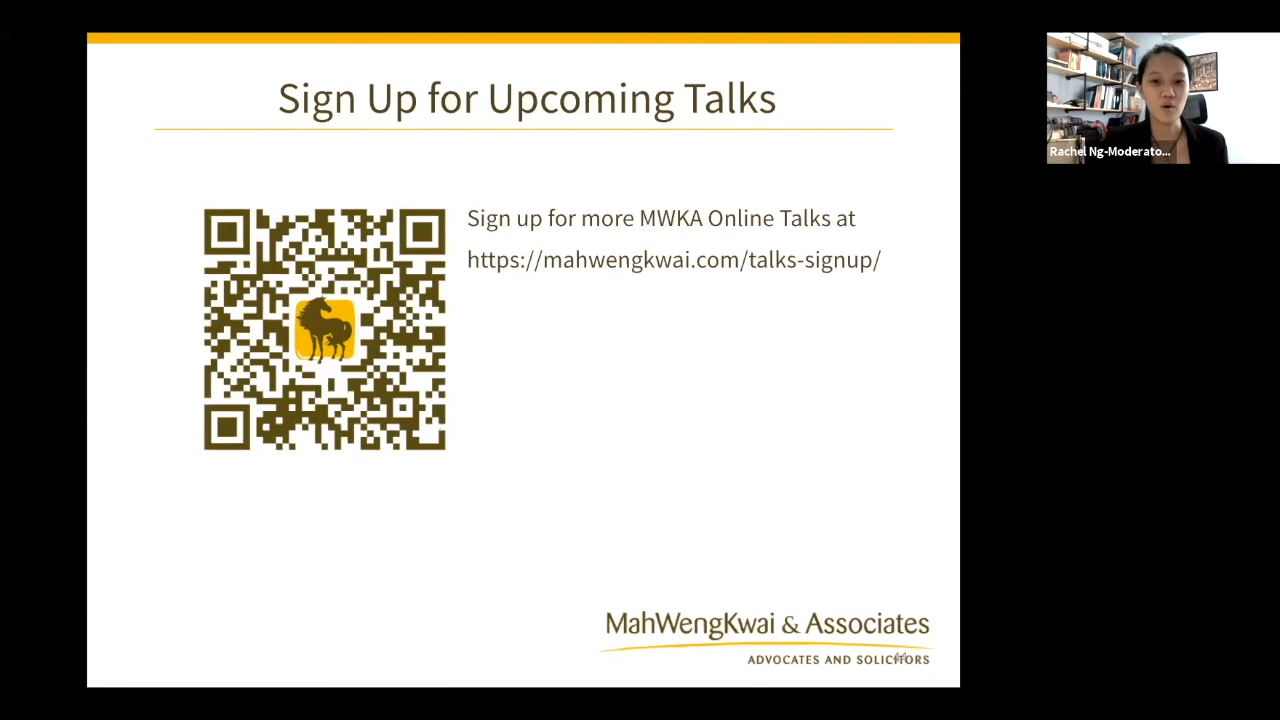 Sign Up for Upcoming Talks
Sign up for more MWKA Online Talks at
https://mahwengkwai.com/talks-signup/
Rachel Ng-Moderato...
MahWengKwai & Associates
ADVOCATES AND SOLICITORS
44